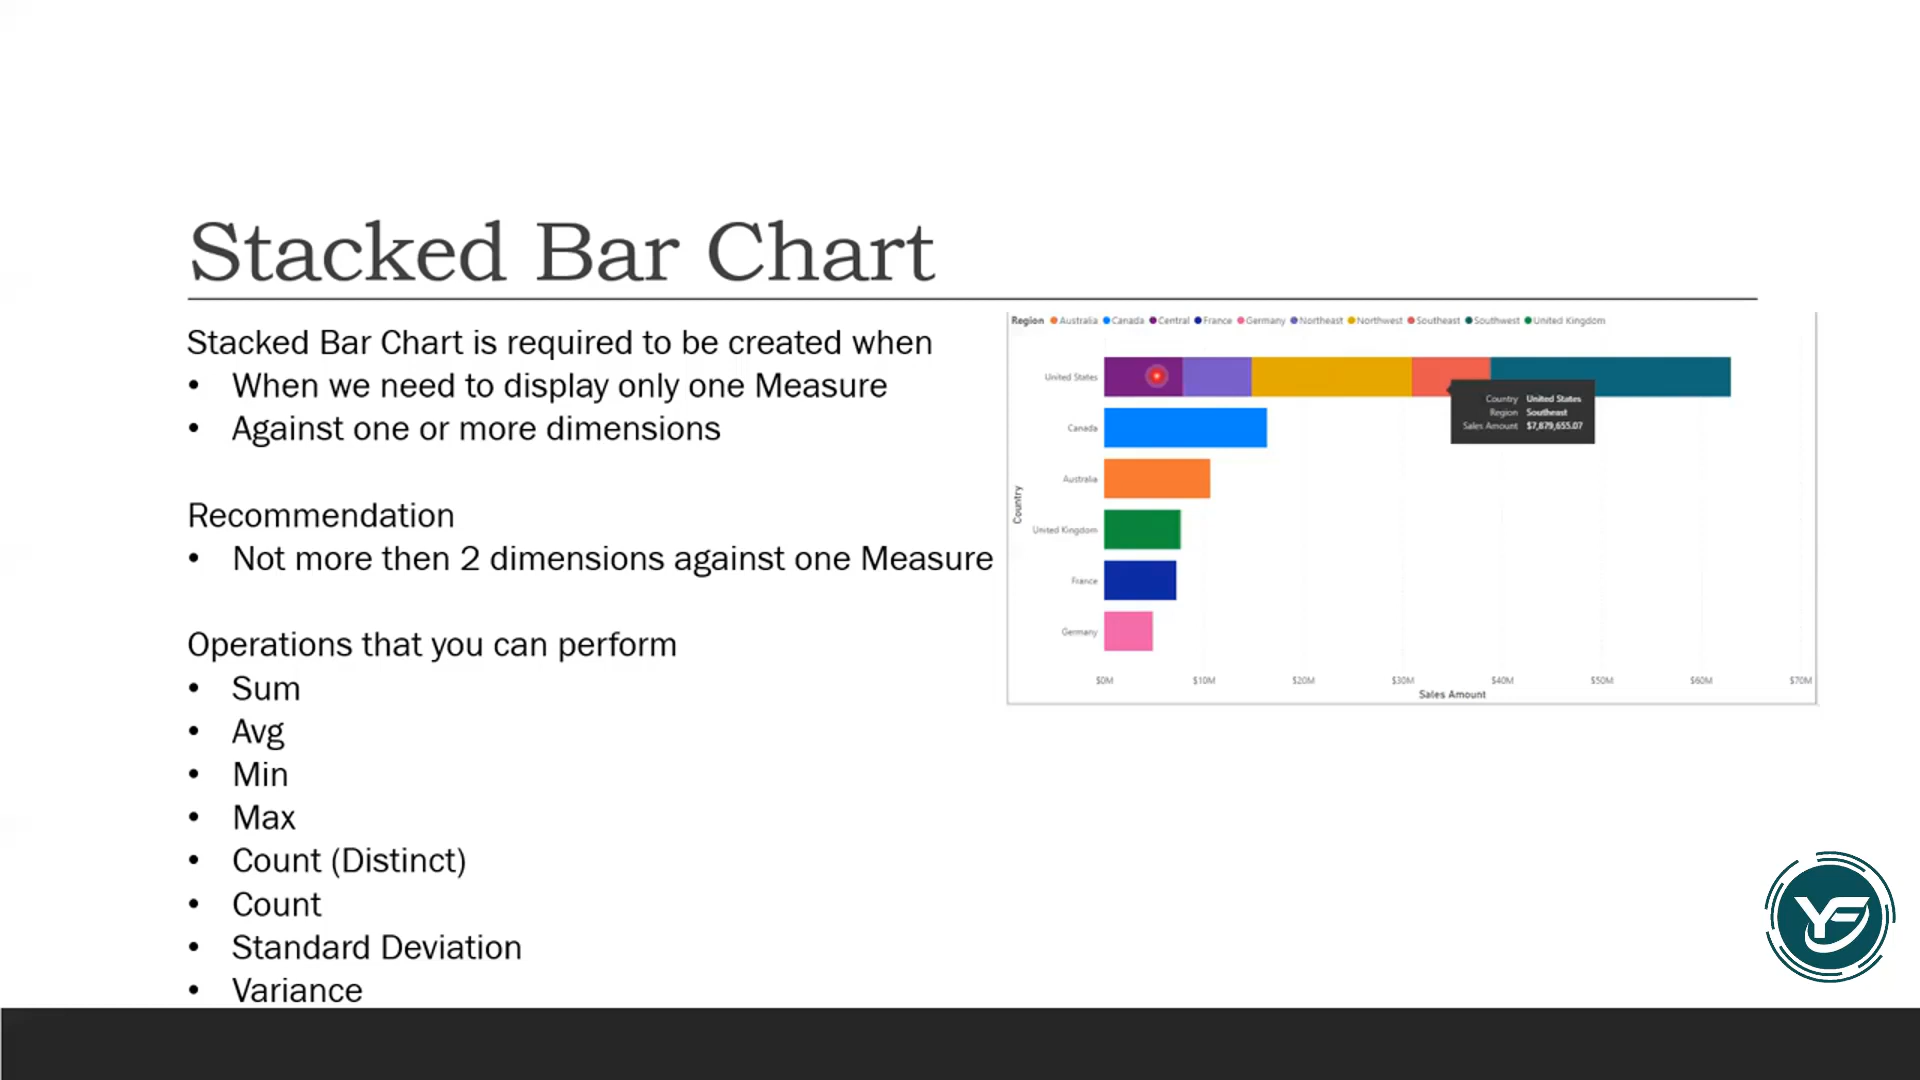 Stacked Bar Chart
Stacked Bar Chart is required to be created when
• When we need to display only one Measure
• Against one or more dimensions
Recommendation
• Not more then 2 dimensions against one Measure
Operations that you can perform
• Sum
• Avg
• Min
• Max
• Count (Distinct)
• Count
• Standard Deviation
• Variance
Region Australia Canada Central France Germany Northeast Northwest Southeast Southwest United Kingdom
United States
Canada
Australia
United Kingdom
France
Germany
Country
Country United States
Region Southeast
Sales Amount $7,879,655.07
$0M $10M $20M $30M $40M $50M $60M $70M
Sales Amount
YF